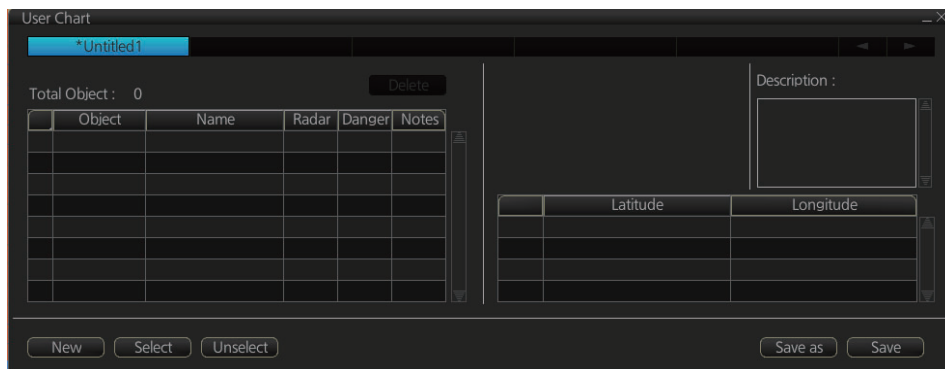 User Chart
*Untitled1
Total Object : 0
Delete
Description :
Object Name Radar Danger Notes
Latitude Longitude
New Select Unselect Save as Save